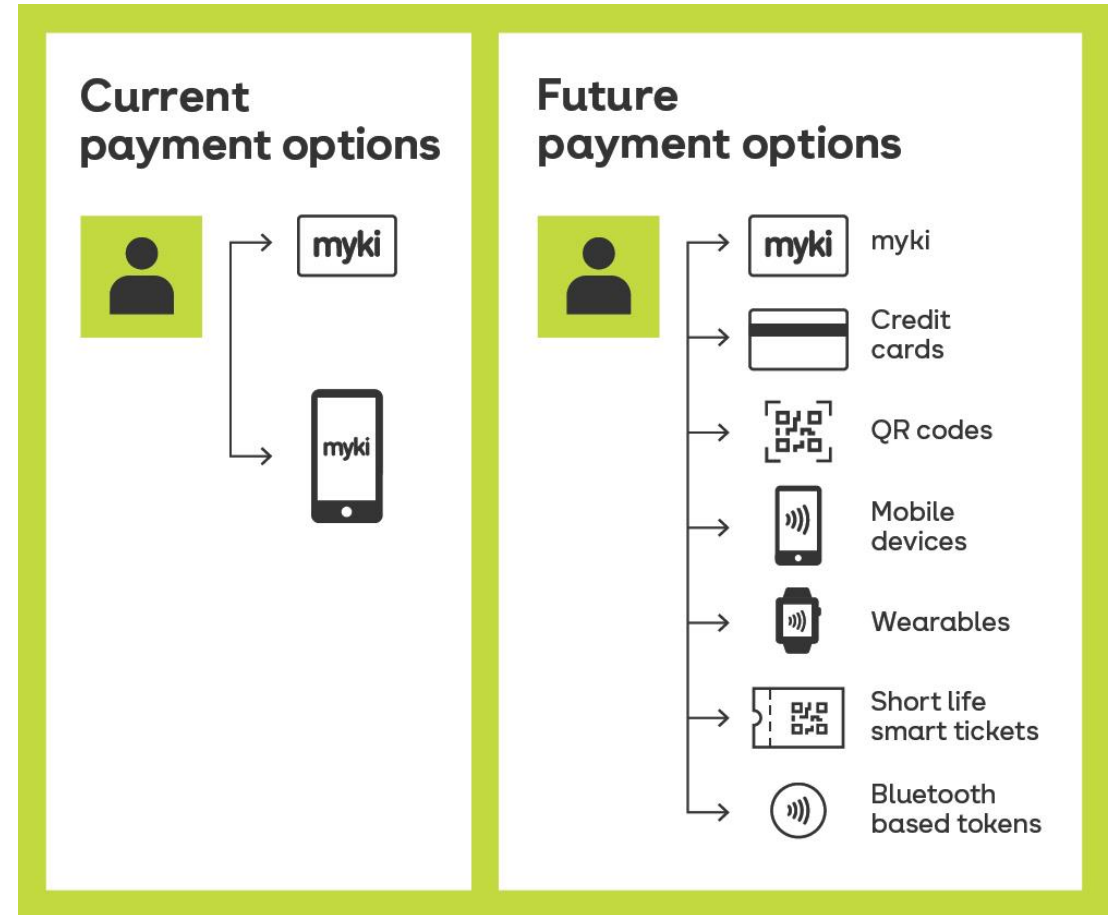 Current
payment options
myki
myki
Future
payment options
myki
myki
Credit
cards
QR codes
Mobile
devices
Wearables
Short life
smart tickets
Bluetooth
based tokens